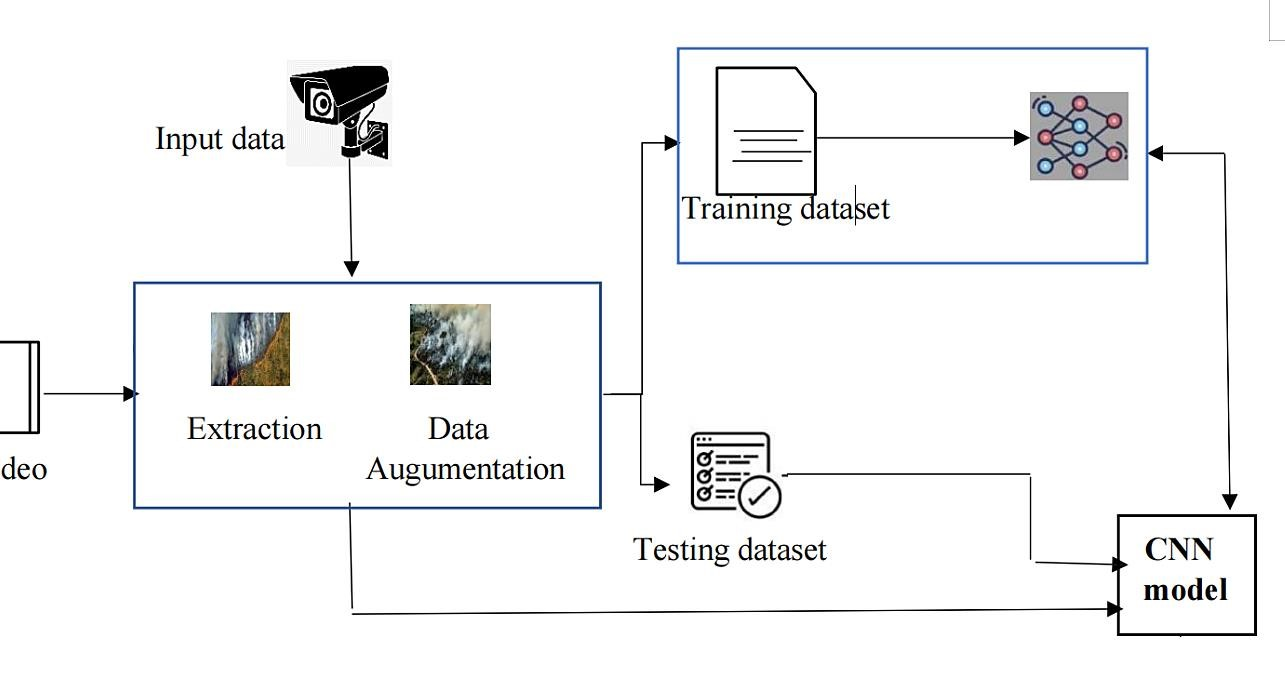 Input data
Training dataset
Extraction
Data
Augumentation
deo
Testing dataset
CNN
model